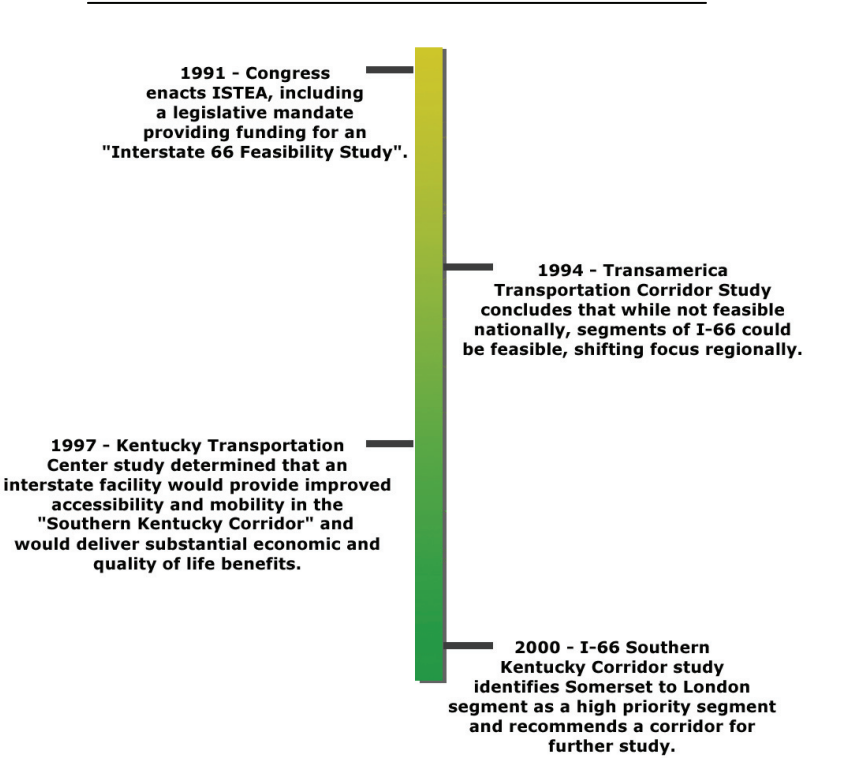 1991 - Congress
enacts ISTEA, including
a legislative mandate
providing funding for an
"Interstate 66 Feasibility Study".
1994 - Transamerica
Transportation Corridor Study
concludes that while not feasible
nationally, segments of I-66 could
be feasible, shifting focus regionally.
1997 - Kentucky Transportation
Center study determined that an
interstate facility would provide improved
accessibility and mobility in the
"Southern Kentucky Corridor" and
would deliver substantial economic and
quality of life benefits.
2000 - I-66 Southern
Kentucky Corridor study
identifies Somerset to London
segment as a high priority segment
and recommends a corridor for
further study.